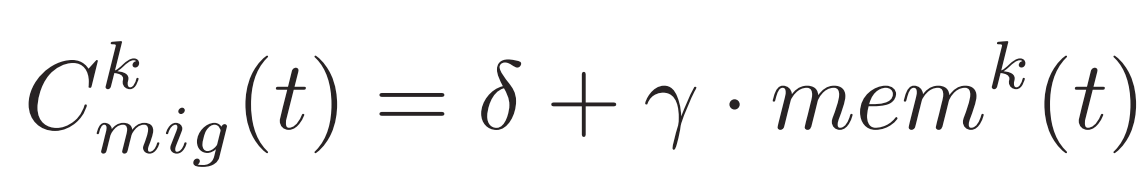 C^k_{mig}(t) = δ + γ · mem^k(t)